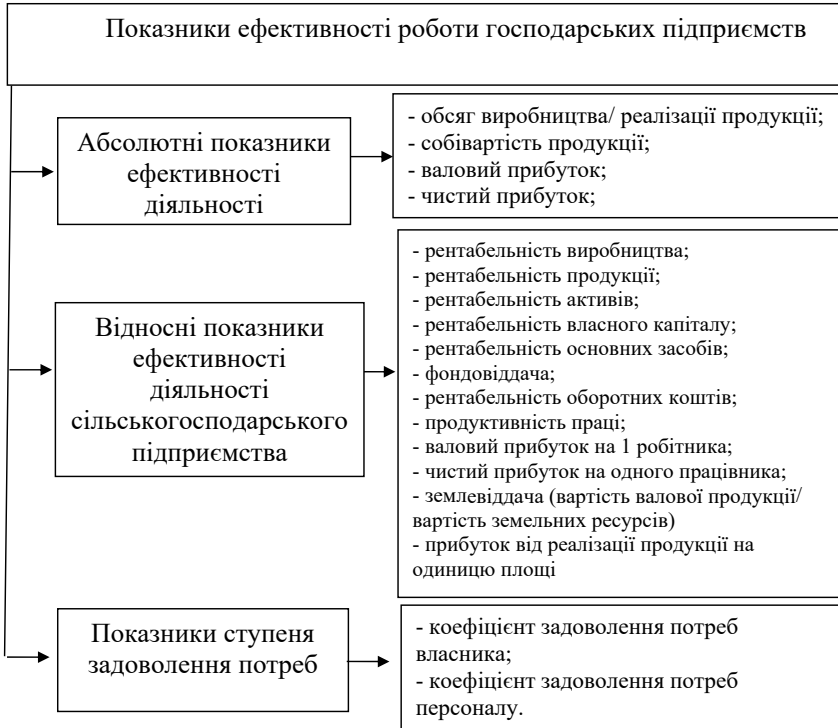 Показники ефективності роботи господарських підприємств
Абсолютні показники
ефективності
діяльності
- обсяг виробництва/ реалізації продукції;
- собівартість продукції;
- валовий прибуток;
- чистий прибуток;
Відносні показники
ефективності
діяльності
сільськогосподарського
підприємства
- рентабельність виробництва;
- рентабельність продукції;
- рентабельність активів;
- рентабельність власного капіталу;
- рентабельність основних засобів;
- фондовіддача;
- рентабельність оборотних коштів;
- продуктивність праці;
- валовий прибуток на 1 робітника;
- чистий прибуток на одного працівника;
- землевіддача (вартість валової продукції/
вартість земельних ресурсів)
- прибуток від реалізації продукції на
одиницю площі
Показники ступеня
задоволення потреб
- коефіцієнт задоволення потреб
власника;
- коефіцієнт задоволення потреб
персоналу.